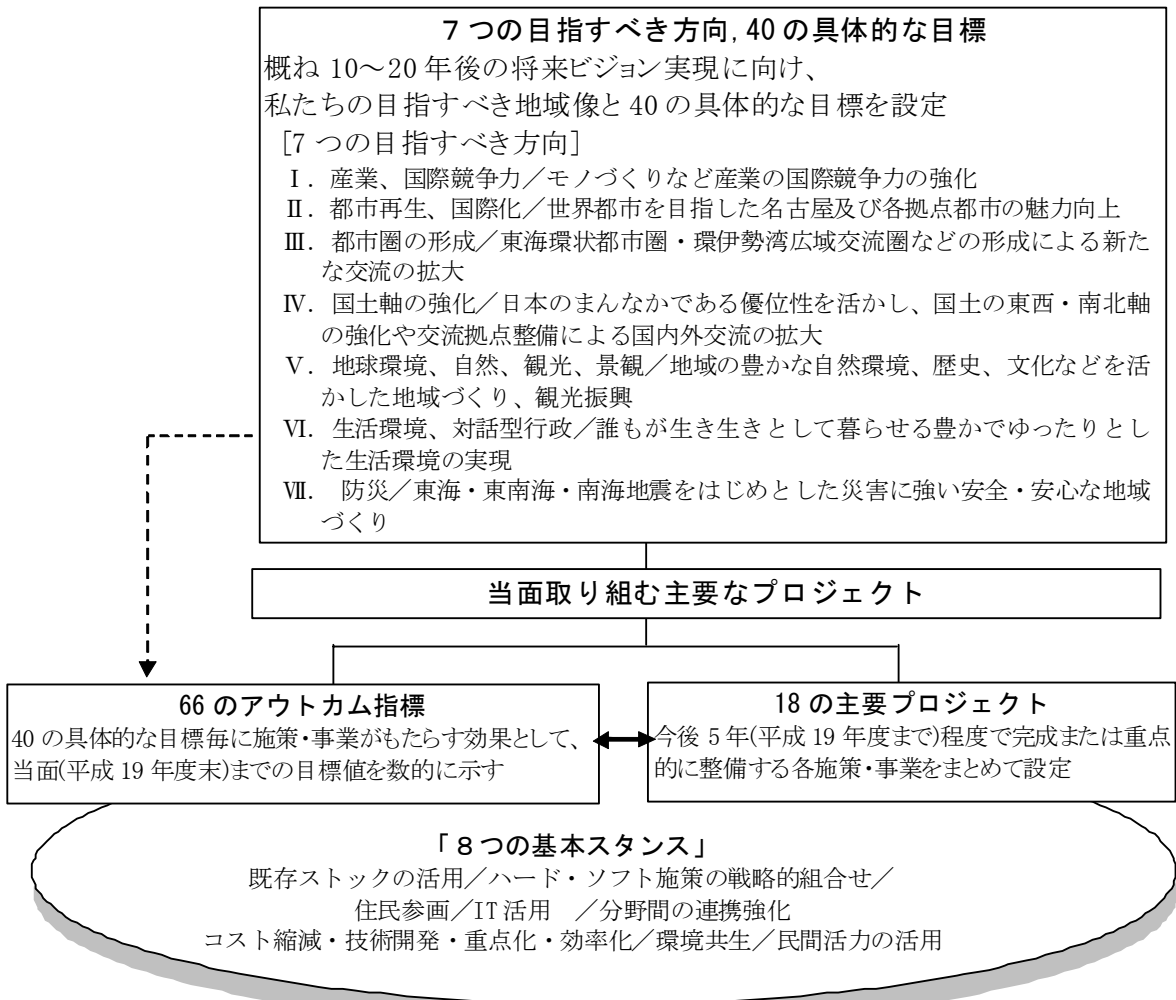 ７つの目指すべき方向, 40 の具体的な目標
概ね 10～20 年後の将来ビジョン実現に向け、
私たちの目指すべき地域像と 40 の具体的な目標を設定
[7 つの目指すべき方向]
Ⅰ．産業、国際競争力／モノづくりなど産業の国際競争力の強化
Ⅱ．都市再生、国際化／世界都市を目指した名古屋及び各拠点都市の魅力向上
Ⅲ．都市圏の形成／東海環状都市圏・環伊勢湾広域交流圏などの形成による新た
な交流の拡大
Ⅳ．国土軸の強化／日本のまんなかである優位性を活かし、国土の東西・南北軸
の強化や交流拠点整備による国内外交流の拡大
Ⅴ．地球環境、自然、観光、景観／地域の豊かな自然環境、歴史、文化などを活
かした地域づくり、観光振興
Ⅵ．生活環境、対話型行政／誰もが生き生きとして暮らせる豊かでゆったりとし
た生活環境の実現
Ⅶ． 防災／東海・東南海・南海地震をはじめとした災害に強い安全・安心な地域
づくり
当面取り組む主要なプロジェクト
66 のアウトカム指標
40 の具体的な目標毎に施策・事業がもたらす効果として、
当面(平成 19 年度末)までの目標値を数的に示す
18 の主要プロジェクト
今後 5 年(平成 19 年度まで)程度で完成または重点
的に整備する各施策・事業をまとめて設定
「８つの基本スタンス」
既存ストックの活用／ハード・ソフト施策の戦略的組合せ／
住民参画／IT 活用　／分野間の連携強化
コスト縮減・技術開発・重点化・効率化／環境共生／民間活力の活用